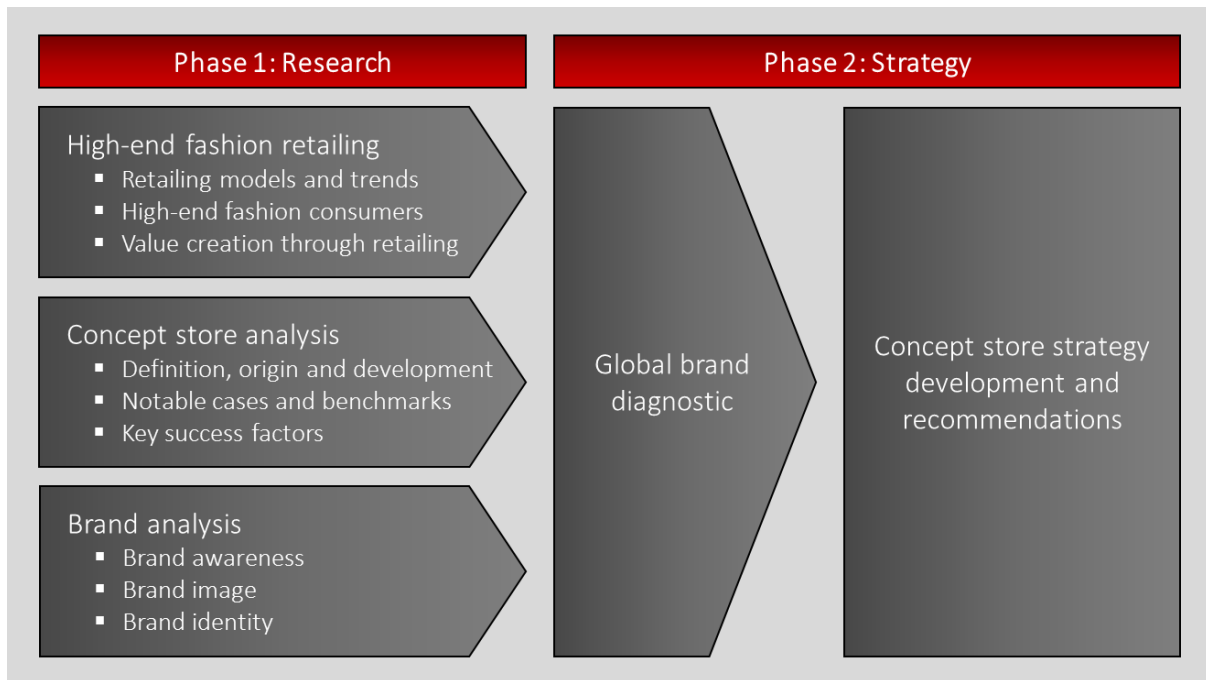 Phase 1: Research
High-end fashion retailing
▪ Retailing models and trends
▪ High-end fashion consumers
▪ Value creation through retailing
Concept store analysis
▪ Definition, origin and development
▪ Notable cases and benchmarks
▪ Key success factors
Brand analysis
▪ Brand awareness
▪ Brand image
▪ Brand identity
Phase 2: Strategy
Global brand
diagnostic
Concept store strategy
development and
recommendations